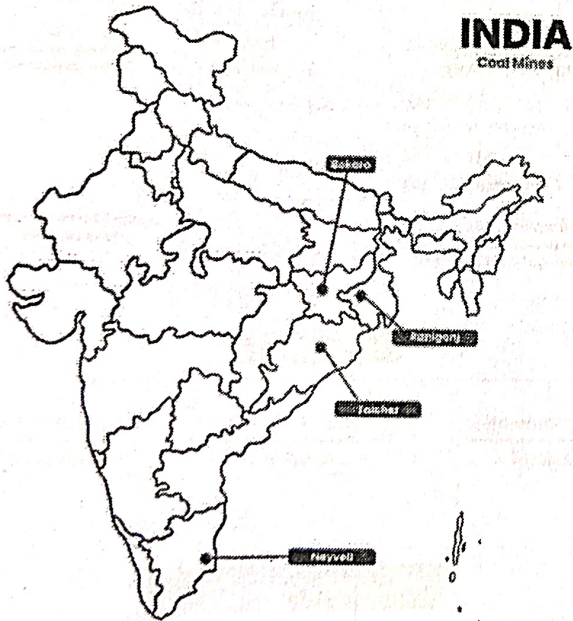 INDIA
Coal Mines
Bokaro
Raniganj
Talcher
Neyveli